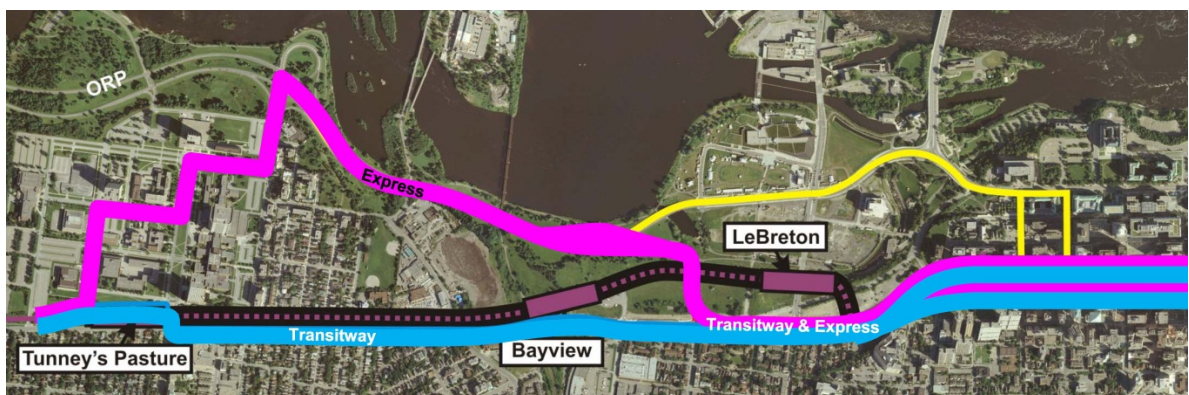 ORP
Express
LeBreton
Transitway & Express
Transitway
Bayview
Tunney's Pasture